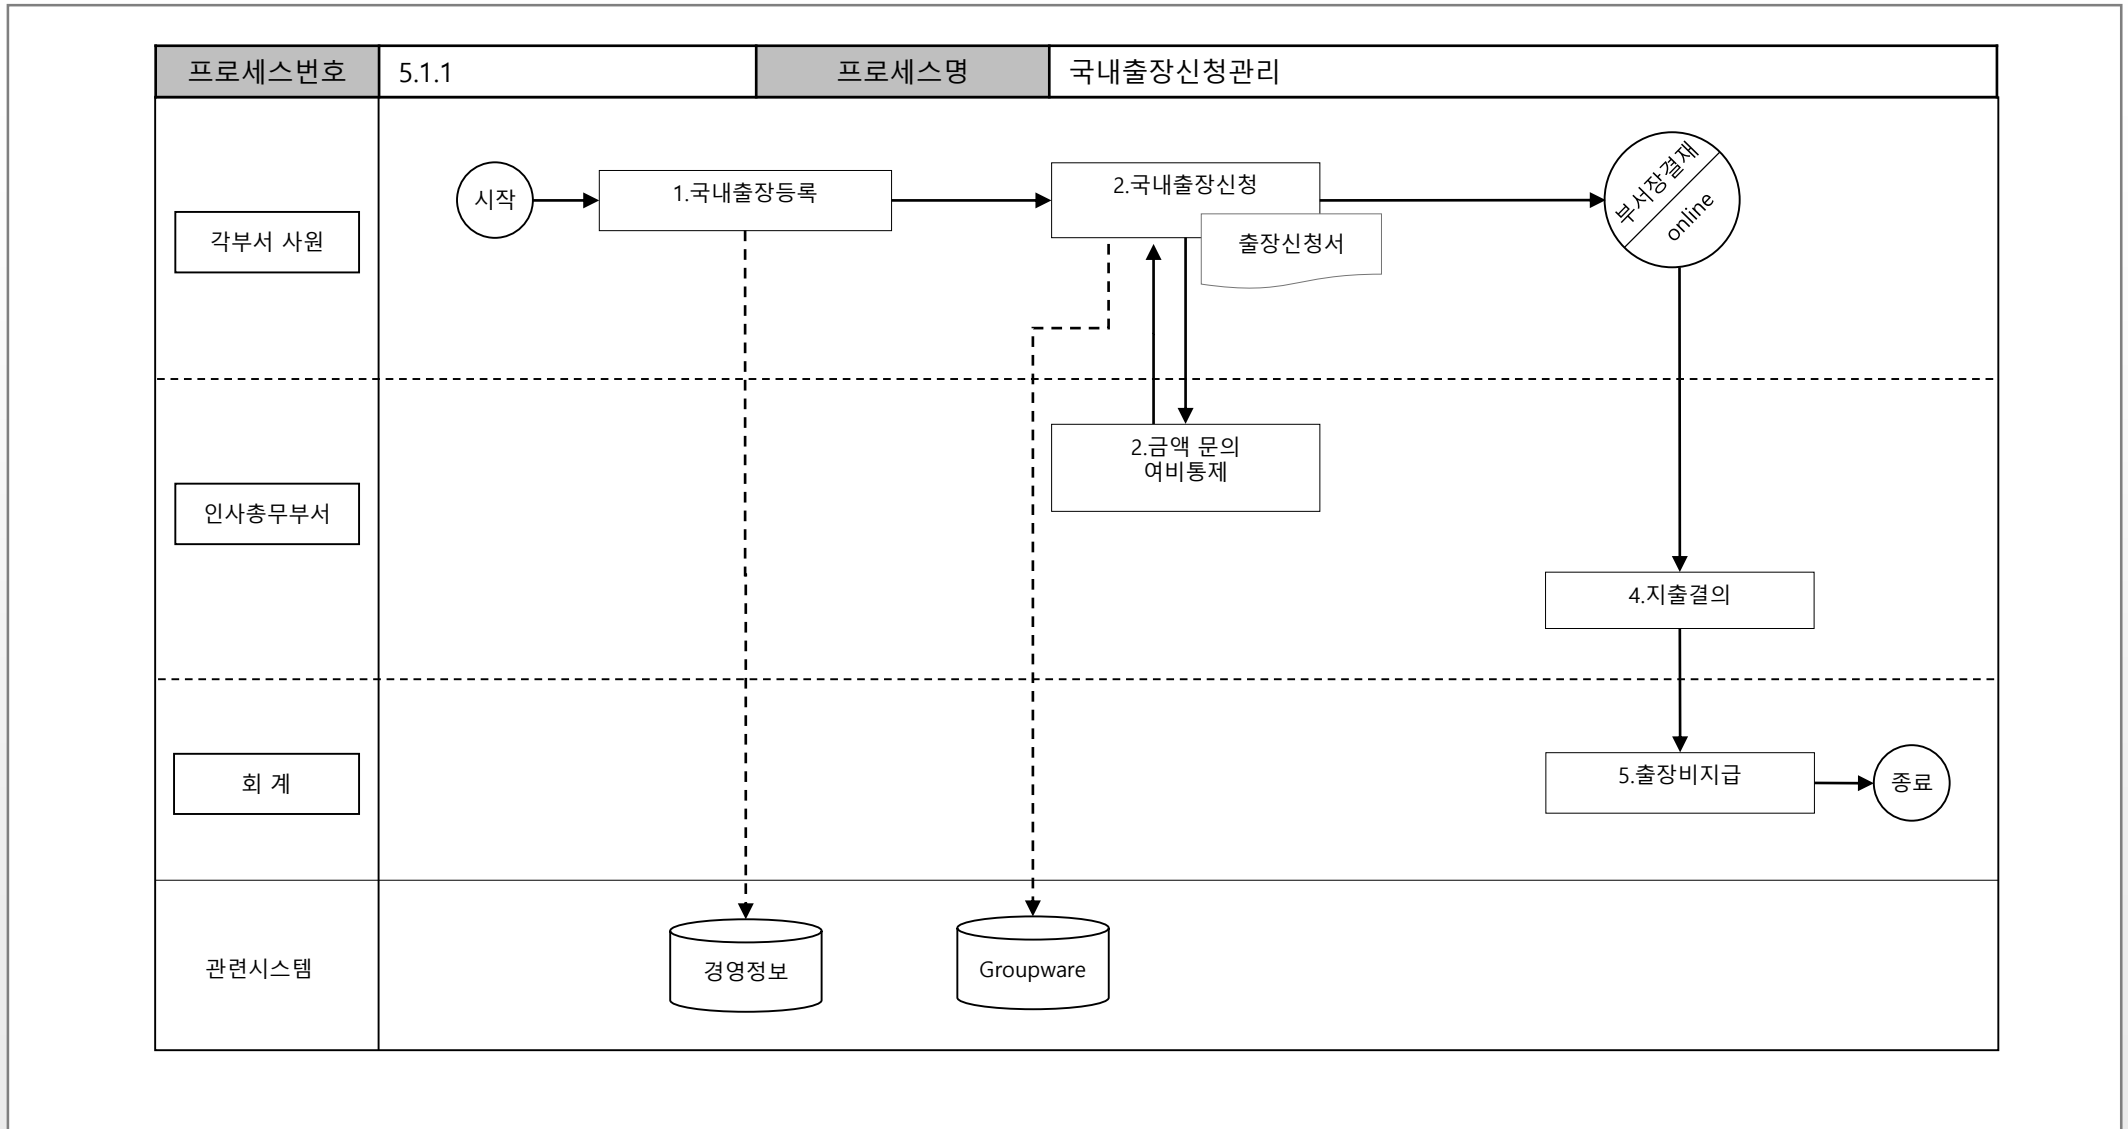 프로세스번호
5.1.1
프로세스명
국내출장신청관리
각부서 사원
시작
1.국내출장등록
2.국내출장신청
출장신청서
부서장결재
online
인사총무부서
2.금액 문의
여비통제
4.지출결의
회 계
5.출장비지급
종료
관련시스템
경영정보
Groupware